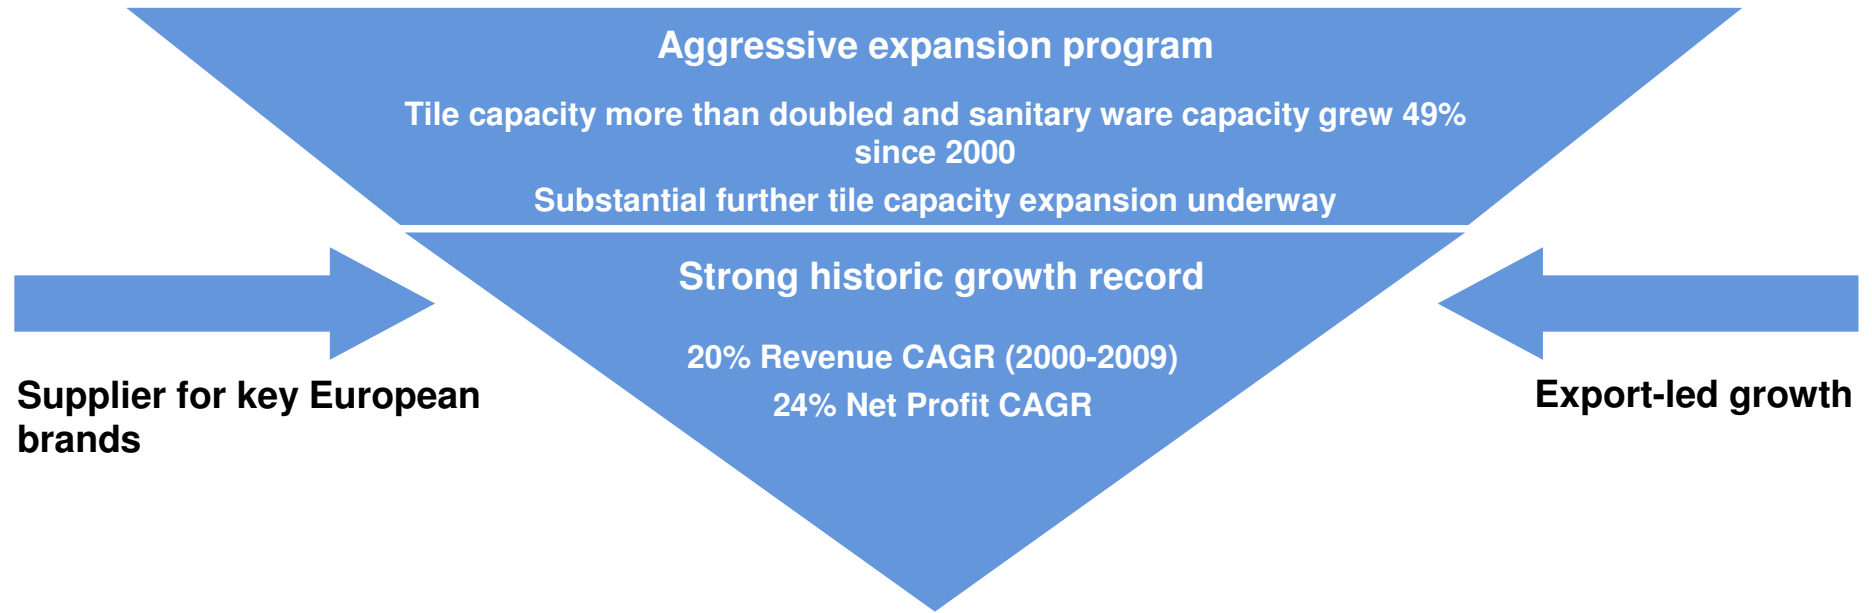 Aggressive expansion program
Tile capacity more than doubled and sanitary ware capacity grew 49%
since 2000
Substantial further tile capacity expansion underway
Strong historic growth record
20% Revenue CAGR (2000-2009)
24% Net Profit CAGR
Supplier for key European
brands
Export-led growth